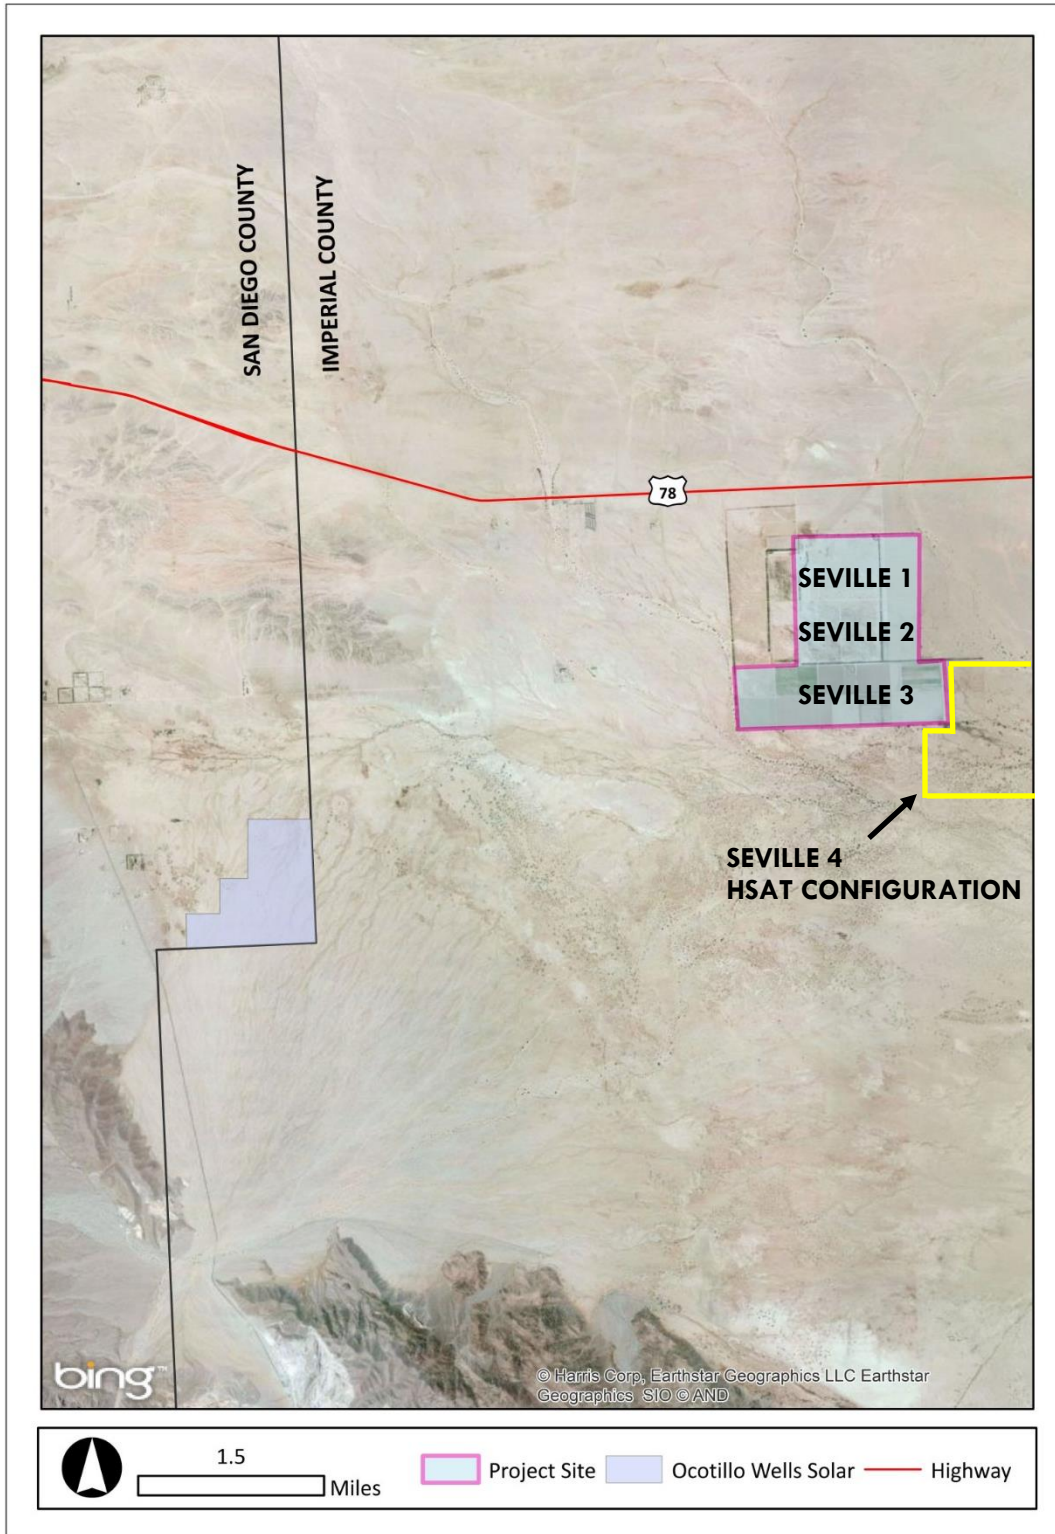 SAN DIEGO COUNTY
IMPERIAL COUNTY
78
SEVILLE 1
SEVILLE 2
SEVILLE 3
SEVILLE 4
HSAT CONFIGURATION
bing™
© Harris Corp, Earthstar Geographics LLC Earthstar
Geographics SIO © AND
1.5
Miles
Project Site
Ocotillo Wells Solar
Highway